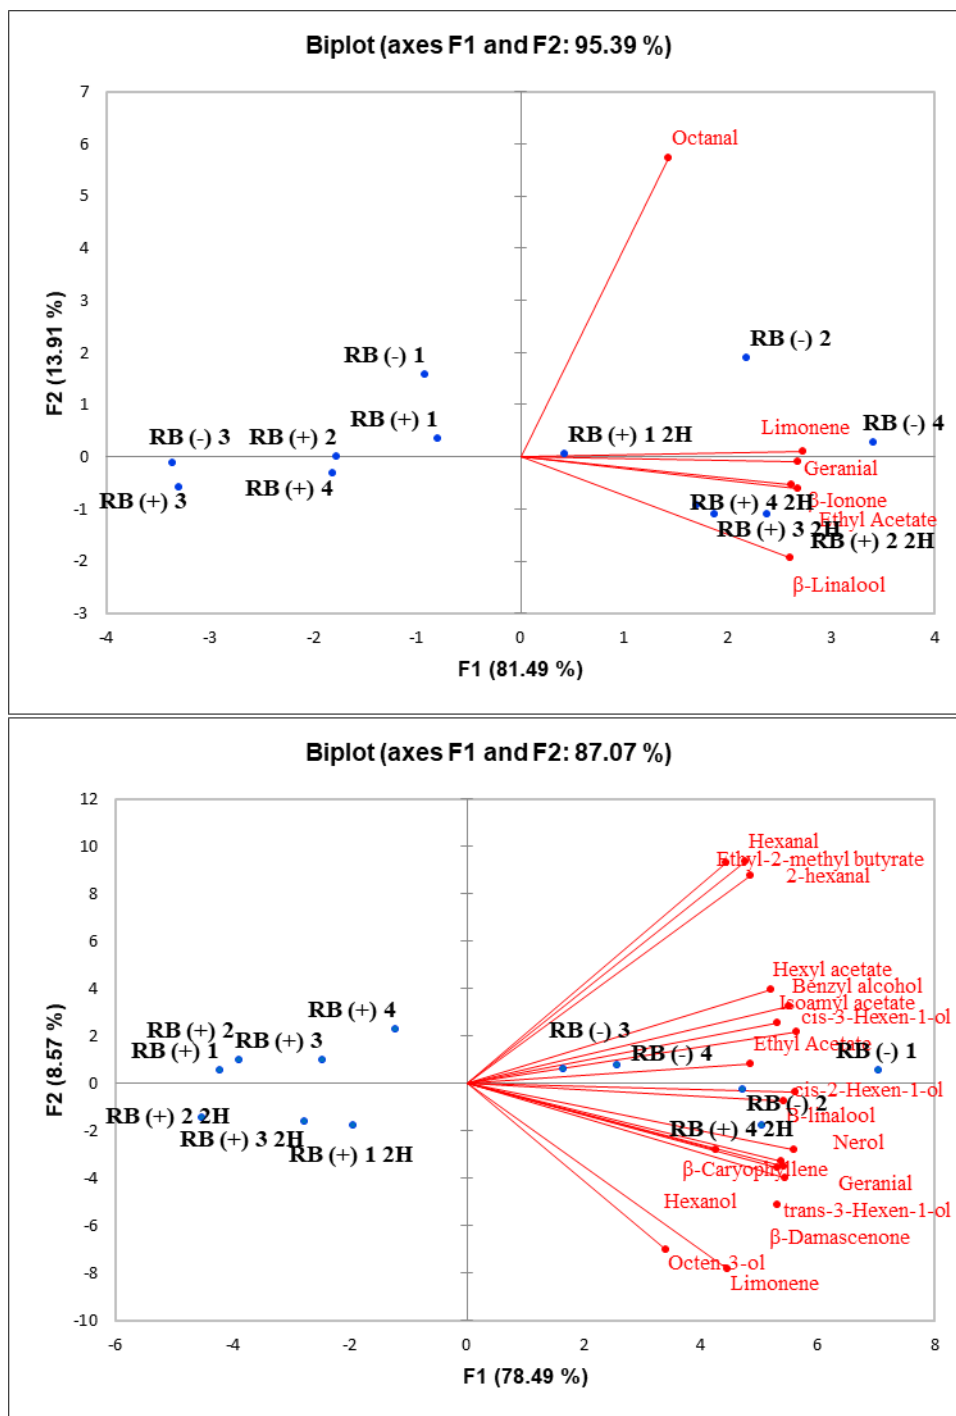 Biplot (axes F1 and F2: 95.39 %)
7
Octanal
6
5
4
3
RB (-) 2
2
RB (-) 1
1
RB (+) 1
RB (-) 4
Limonene
RB (-) 3
RB (+) 2
RB (+) 1 2H
0
Geranial
RB (+) 3
RB (+) 4
β-Ionone
RB (+) 4 2H
-1
Ethyl Acetate
RB (+) 3 2H
RB (+) 2 2H
-2
β-Linalool
-3
-4 -3 -2 -1 0 1 2 3 4
F1 (81.49 %)
F2 (13.91 %)
Biplot (axes F1 and F2: 87.07 %)
12
Hexanal
10
Ethyl-2-methyl butyrate
2-hexanal
8
6
Hexyl acetate
Benzyl alcohol
4
Isoamyl acetate
cis-3-Hexen-1-ol
RB (+) 4
2
RB (+) 2
RB (+) 3
RB (-) 3
Ethyl Acetate
RB (-) 1
RB (+) 1
RB (-) 4
0
cis-2-Hexen-1-ol
RB (-) 2
RB (+) 2 2H
β-linalool
RB (+) 3 2H
RB (+) 4 2H
-2
Nerol
RB (+) 1 2H
β-Caryophyllene
-4
Geranial
Hexanol
trans-3-Hexen-1-ol
-6
β-Damascenone
Octen-3-ol
-8
Limonene
-10
-6 -4 -2 0 2 4 6 8
F1 (78.49 %)
F2 (8.57 %)